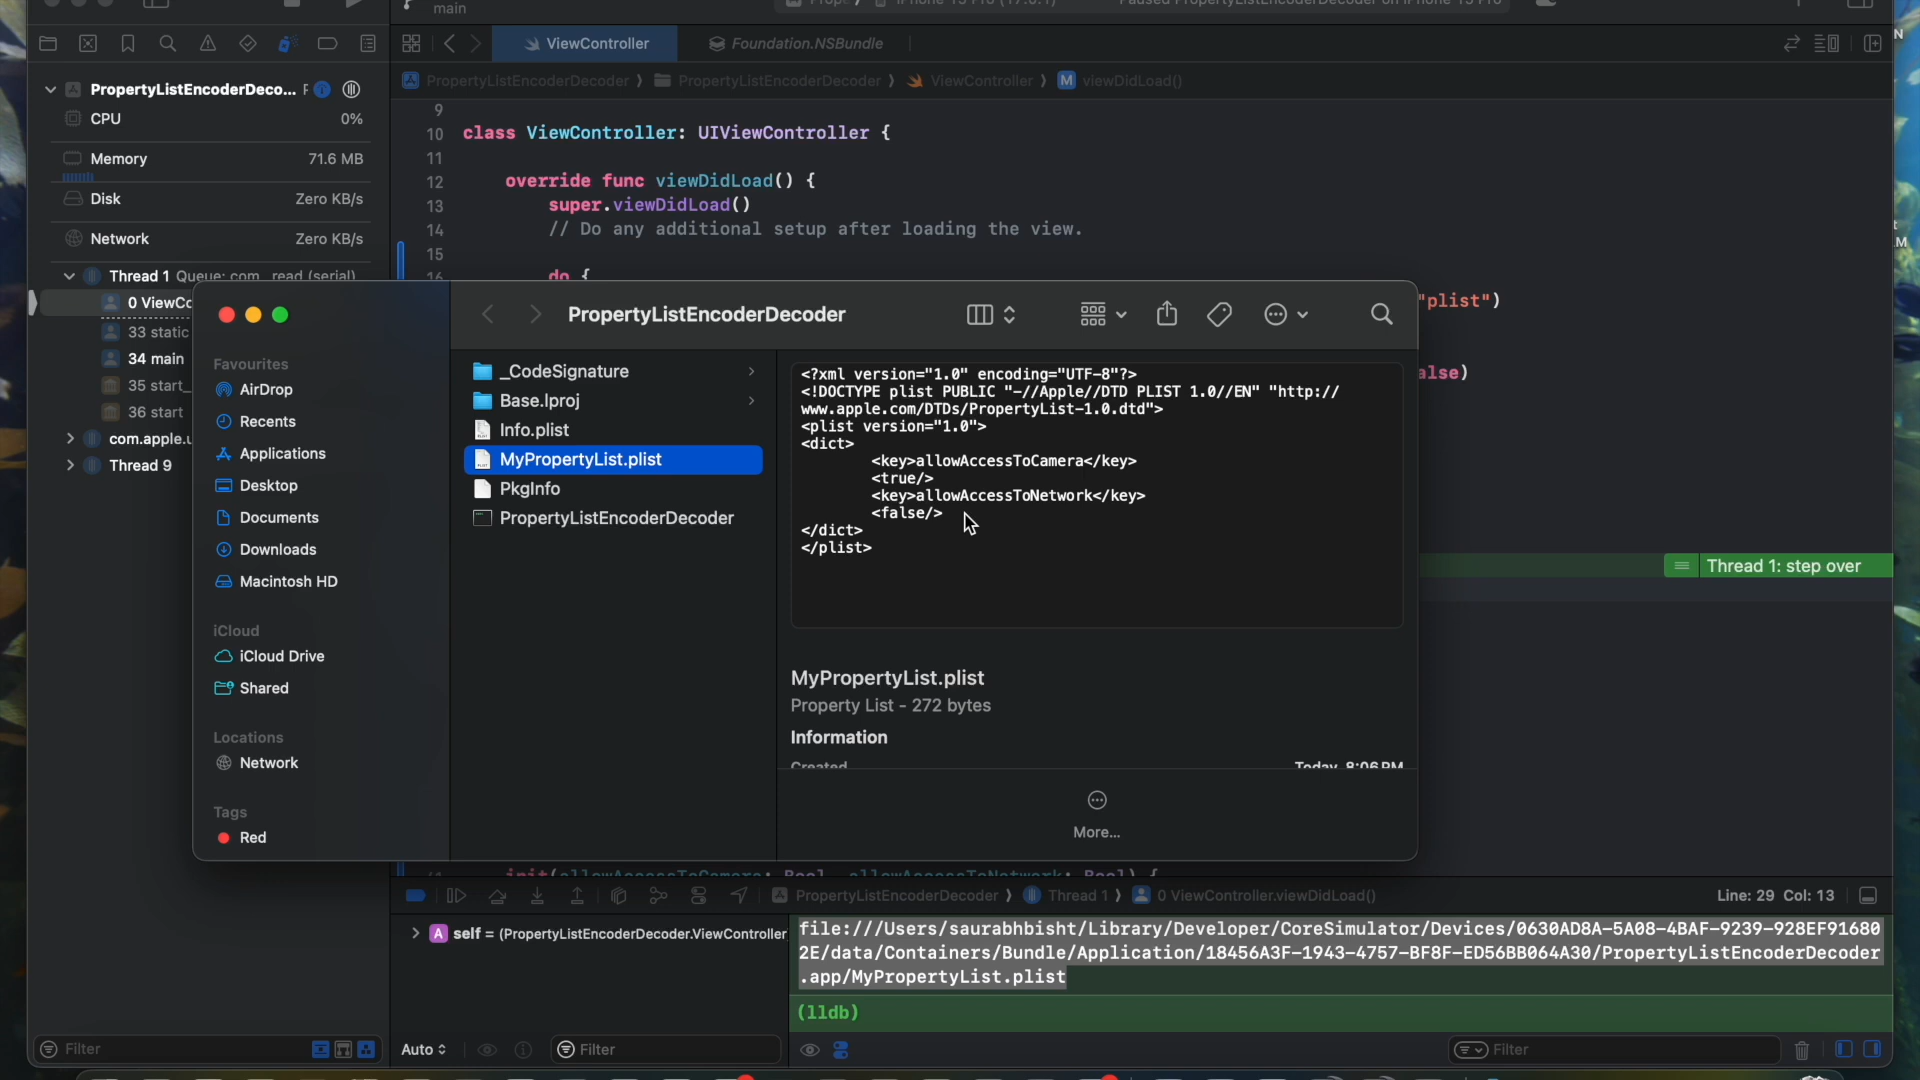 main
ViewController
Foundation.NSBundle
PropertyListEncoderDecoder
PropertyListEncoderDecoder
ViewController
M viewDidLoad()
PropertyListEncoderDeco...
CPU
0%
Memory
71.6 MB
Disk
Zero KB/s
Network
Zero KB/s
Thread 1 Queue: com...read (serial)
0 ViewCo
33 static
34 main
35 start_
36 start
com.apple.u
Thread 9
9
10 class ViewController: UIViewController {
11
12 override func viewDidLoad() {
13 super.viewDidLoad()
14 // Do any additional setup after loading the view.
15
16 do {
"plist")
alse)
Thread 1: step over
PropertyListEncoderDecoder
Favourites
AirDrop
Recents
Applications
Desktop
Documents
Downloads
Macintosh HD
iCloud
iCloud Drive
Shared
Locations
Network
Tags
Red
_CodeSignature
Base.lproj
Info.plist
MyPropertyList.plist
PkgInfo
PropertyListEncoderDecoder
<?xml version="1.0" encoding="UTF-8"?>
<!DOCTYPE plist PUBLIC "-//Apple//DTD PLIST 1.0//EN" "http://
www.apple.com/DTDs/PropertyList-1.0.dtd">
<plist version="1.0">
<dict>
<key>allowAccessToCamera</key>
<true/>
<key>allowAccessToNetwork</key>
<false/>
</dict>
</plist>
MyPropertyList.plist
Property List - 272 bytes
Information
Created
Today, 8:06 PM
More...
init(allowAccessToCamera: Bool, allowAccessToNetwork: Bool) {
PropertyListEncoderDecoder
Thread 1
0 ViewController.viewDidLoad()
Line: 29 Col: 13
A self = (PropertyListEncoderDecoder.ViewController
file:///Users/saurabhbisht/Library/Developer/CoreSimulator/Devices/0630AD8A-5A08-4BAF-9239-928EF91680
2E/data/Containers/Bundle/Application/18456A3F-1943-4757-BF8F-ED56BB064A30/PropertyListEncoderDecoder
.app/MyPropertyList.plist
(lldb)
Filter
Auto
Filter
Filter